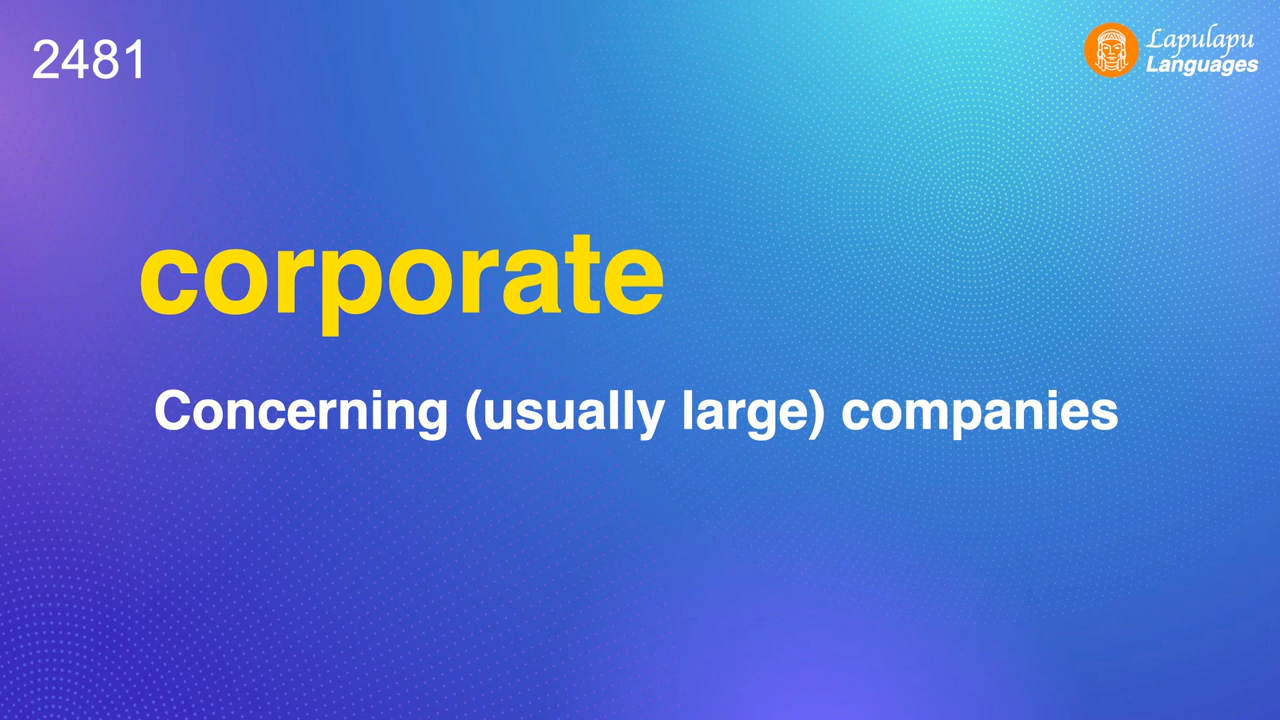 2481
Lapulapu
Languages
corporate
Concerning (usually large) companies